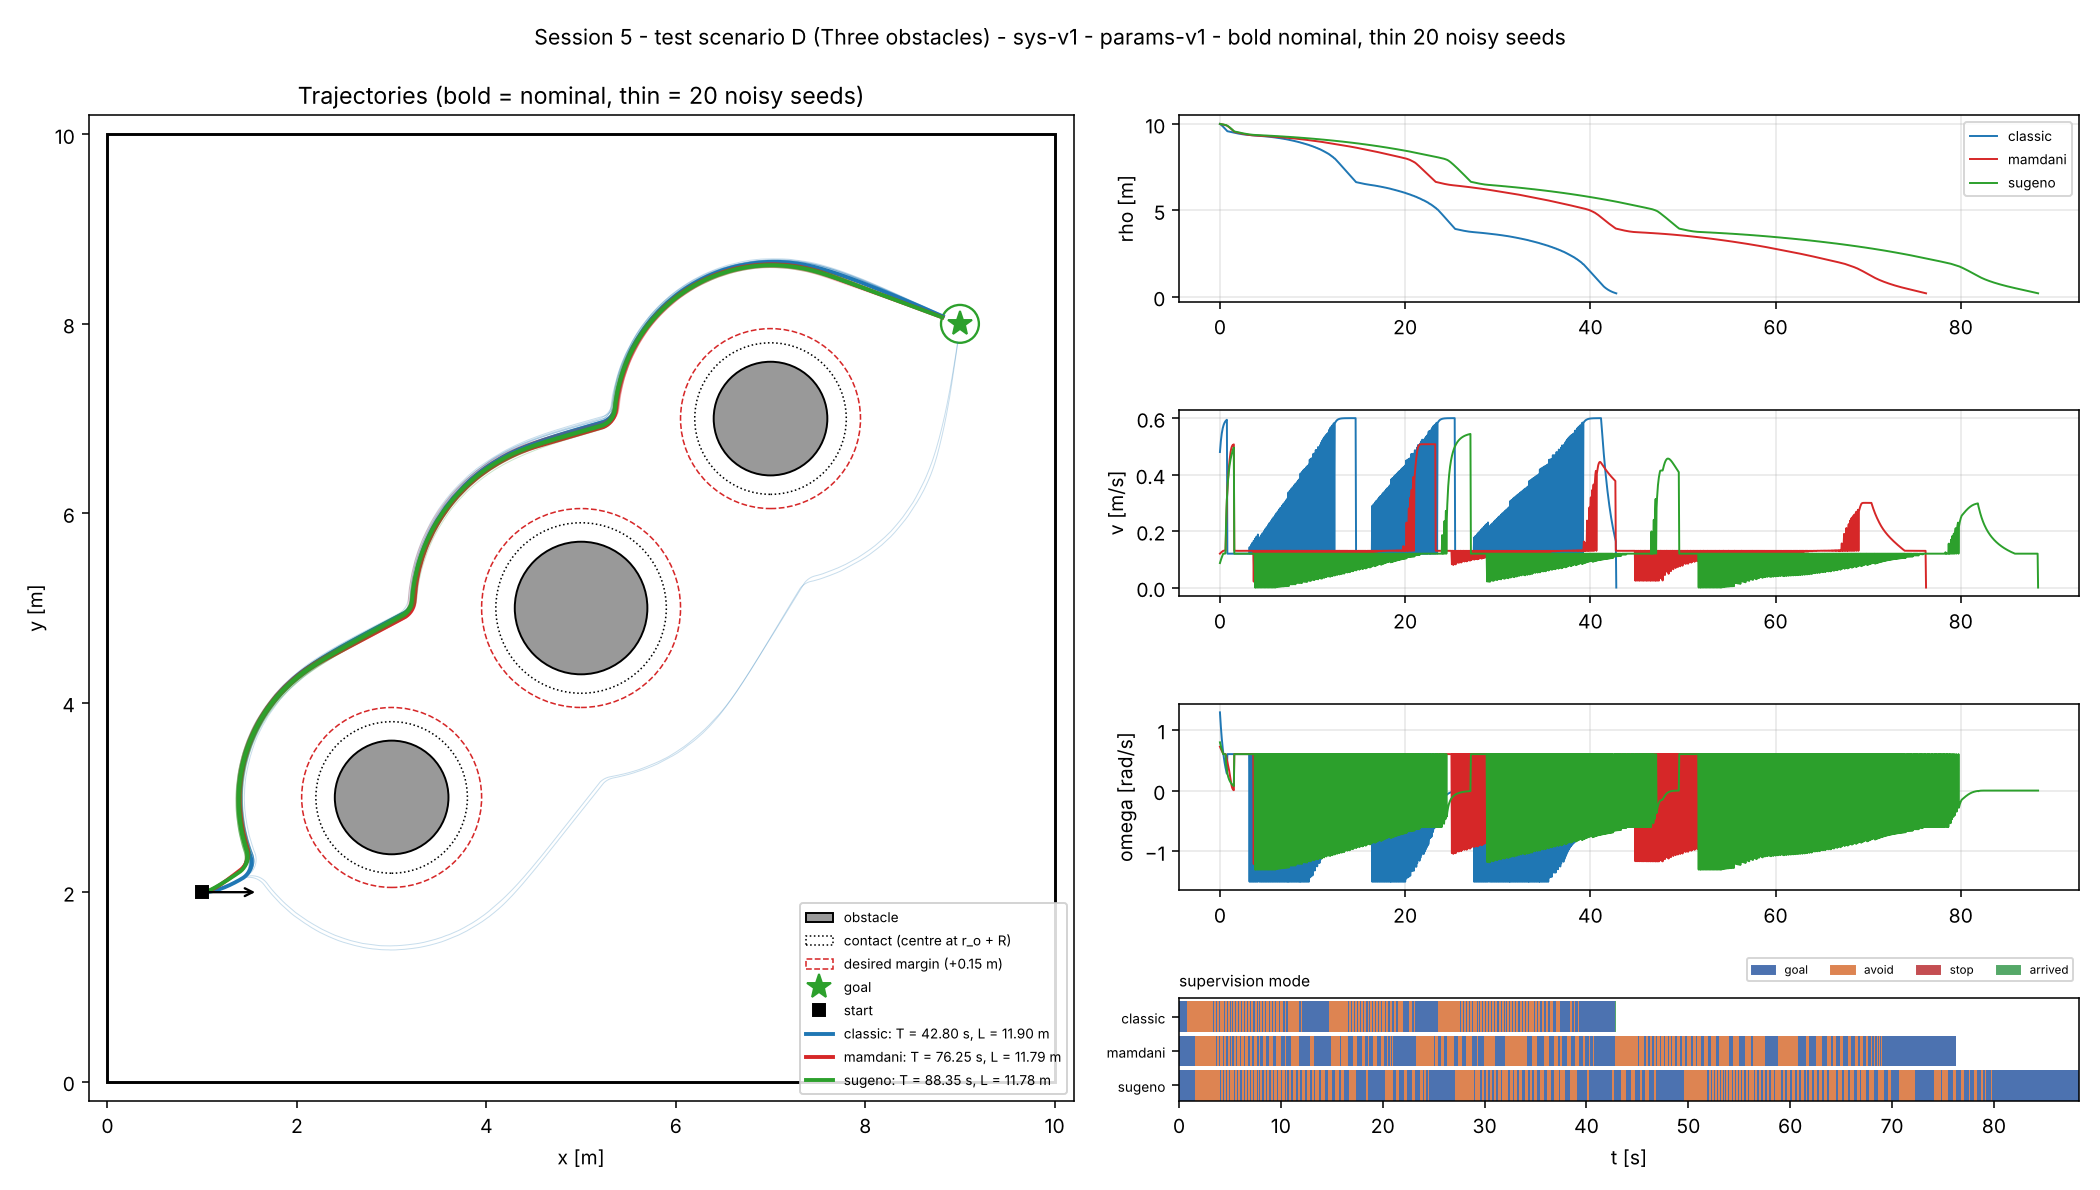 Session 5 - test scenario D (Three obstacles) - sys-v1 - params-v1 - bold nominal, thin 20 noisy seeds
Trajectories (bold = nominal, thin = 20 noisy seeds)
10
8
6
4
2
0
y [m]
0 2 4 6 8 10
x [m]
obstacle
contact (centre at r_o + R)
desired margin (+0.15 m)
goal
start
classic: T = 42.80 s, L = 11.90 m
mamdani: T = 76.25 s, L = 11.79 m
sugeno: T = 88.35 s, L = 11.78 m
rho [m]
10
5
0
0 20 40 60 80
classic
mamdani
sugeno
v [m/s]
0.6
0.4
0.2
0.0
0 20 40 60 80
omega [rad/s]
1
0
−1
0 20 40 60 80
supervision mode
goal avoid stop arrived
classic
mamdani
sugeno
0 10 20 30 40 50 60 70 80
t [s]